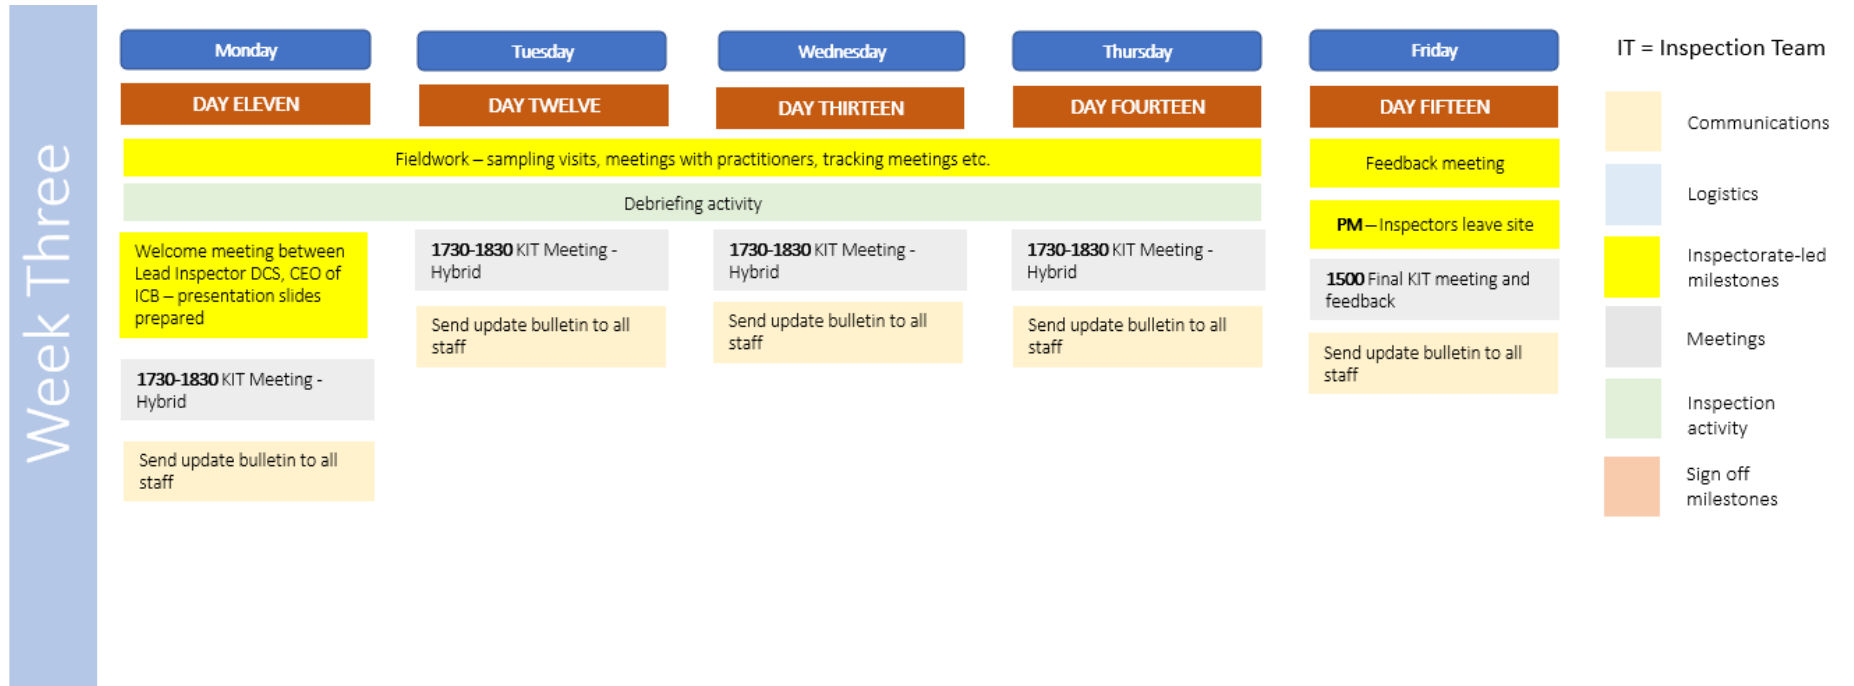 Week Three
Monday
Tuesday
Wednesday
Thursday
Friday
DAY ELEVEN
DAY TWELVE
DAY THIRTEEN
DAY FOURTEEN
DAY FIFTEEN
Fieldwork – sampling visits, meetings with practitioners, tracking meetings etc.
Debriefing activity
Welcome meeting between
Lead Inspector DCS, CEO of
ICB – presentation slides
prepared
1730-1830 KIT Meeting -
Hybrid
Send update bulletin to all
staff
1730-1830 KIT Meeting -
Hybrid
Send update bulletin to all
staff
1730-1830 KIT Meeting -
Hybrid
Send update bulletin to all
staff
1730-1830 KIT Meeting -
Hybrid
Send update bulletin to all
staff
Feedback meeting
PM – Inspectors leave site
1500 Final KIT meeting and
feedback
Send update bulletin to all
staff
IT = Inspection Team
Communications
Logistics
Inspectorate-led
milestones
Meetings
Inspection
activity
Sign off
milestones